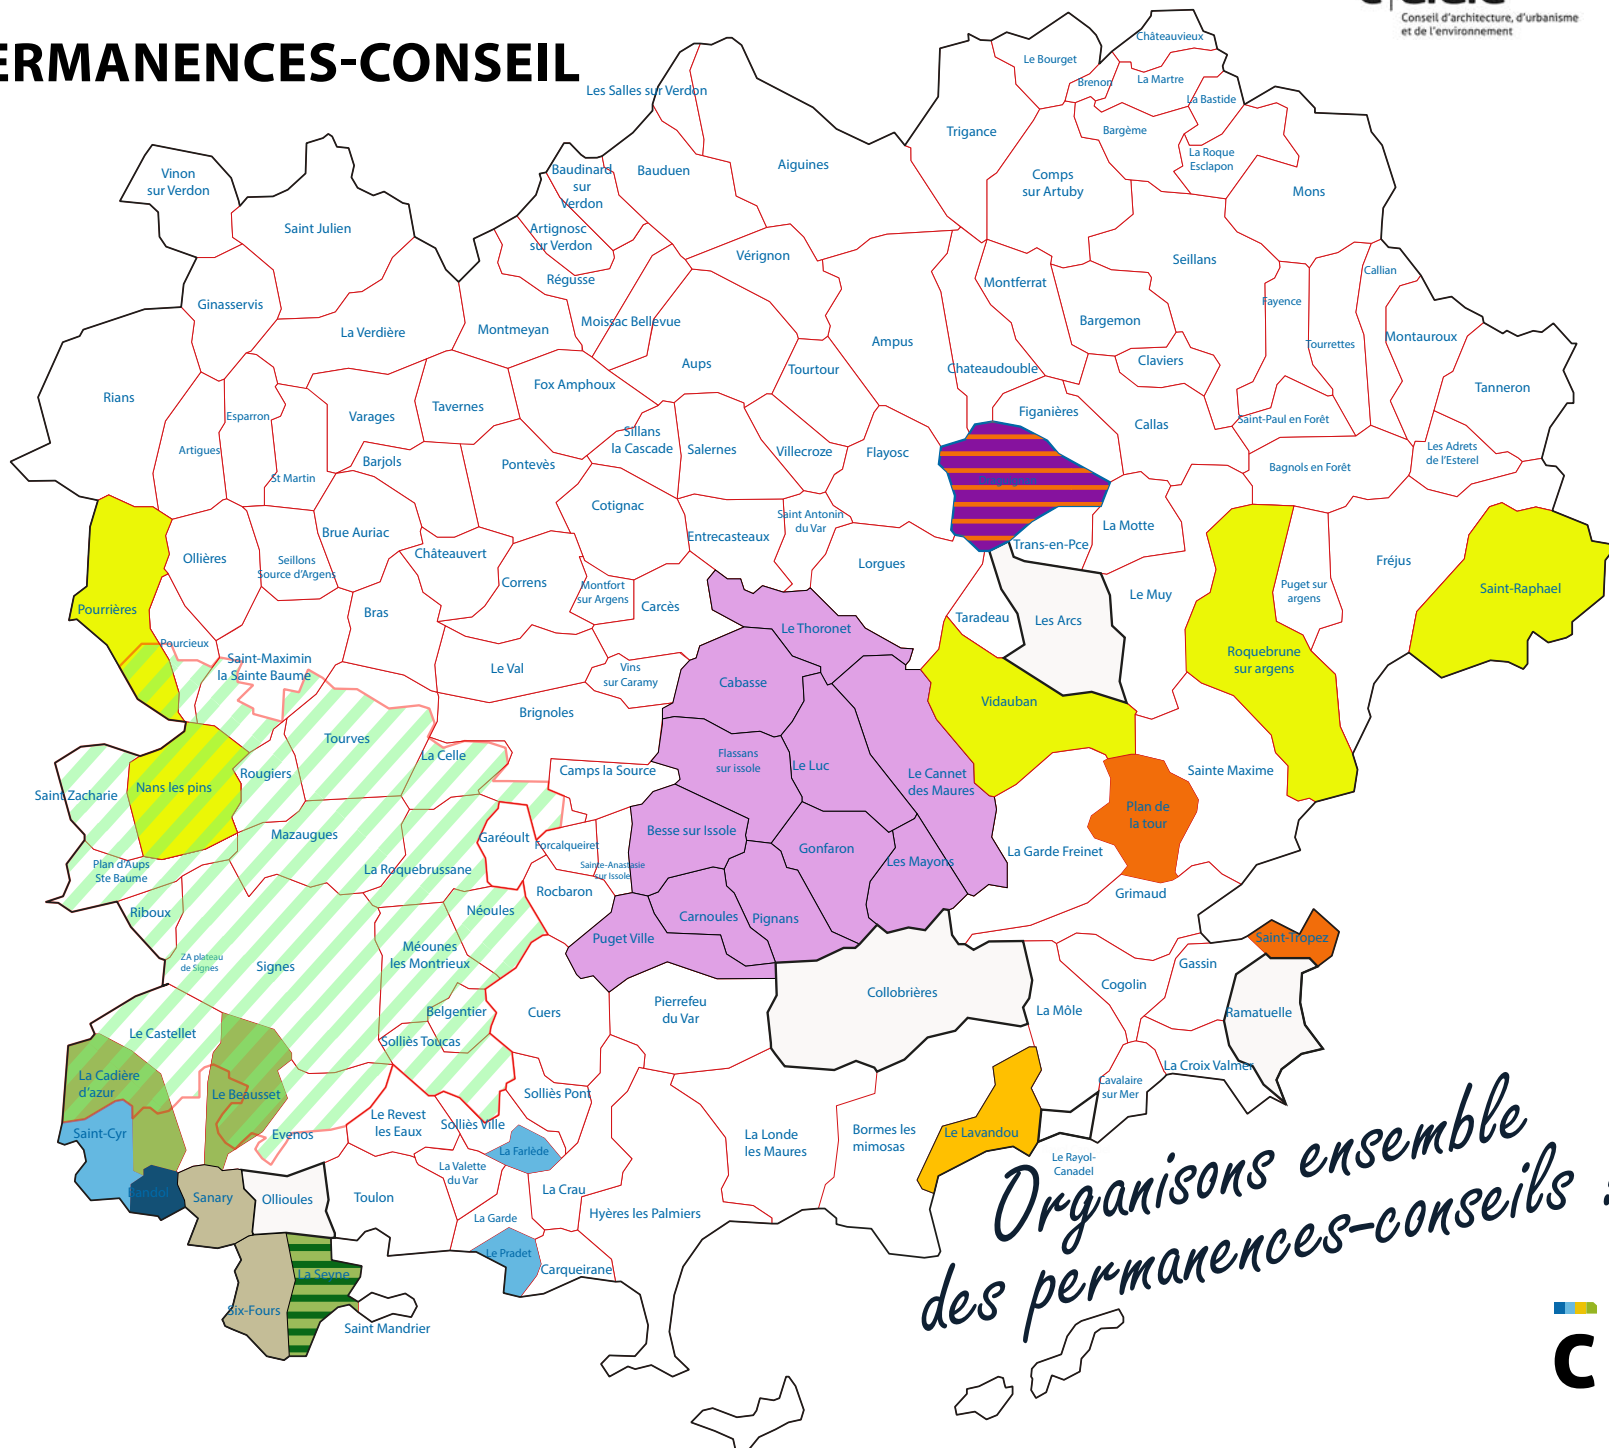 ERMANENCES-CONSEIL
Conseil d'architecture, d'urbanisme
et de l'environnement
Châteauvieux
Le Bourget
Brenon
La Martre
La Bastide
Les Salles sur Verdon
Trigance
Bargème
La Roque
Esclapon
Aiguines
Bauduen
Baudinard
sur
Verdon
Vinon
sur Verdon
Comps
sur Artuby
Mons
Saint Julien
Artignosc
sur Verdon
Vérignon
Seillans
Callian
Régusse
Montferrat
Fayence
Ginasservis
La Verdière
Montmeyan
Moissac Bellevue
Bargemon
Ampus
Tourrettes
Montauroux
Aups
Tourtour
Chateaudouble
Claviers
Tanneron
Rians
Fox Amphoux
Tavernes
Varages
Esparron
Figanières
Callas
Saint-Paul en Forêt
Artigues
Sillans
la Cascade
Salernes
Villecroze
Flayosc
Les Adrets
de l'Esterel
Barjols
Pontevès
Bagnols en Forêt
St Martin
Cotignac
Saint Antonin
du Var
La Motte
Brue Auriac
Entrecasteaux
Trans-en-Pce
Ollières
Seillons
Source d'Argens
Châteauvert
Correns
Montfort
sur Argens
Carcès
Lorgues
Le Muy
Puget sur
argens
Fréjus
Saint-Raphael
Pourrières
Bras
Taradeau
Les Arcs
Le Thoronet
Pourcieux
Saint-Maximin
la Sainte Baume
Le Val
Vins
sur Caramy
Cabasse
Roquebrune
sur argens
Vidauban
Brignoles
Tourves
La Celle
Flassans
sur issole
Le Luc
Camps la Source
Le Cannet
des Maures
Sainte Maxime
Rougiers
Nans les pins
Saint Zacharie
Plan de
la tour
Mazaugues
Garéoult
Forcalqueiret
Besse sur Issole
Gonfaron
Les Mayons
La Garde Freinet
Plan d'Aups
Ste Baume
La Roquebrussane
Sainte-Anastasie
sur Issole
Rocbaron
Grimaud
Riboux
Néoules
Carnoules
Pignans
Puget Ville
Saint-Tropez
Méounes
les Montrieux
ZA plateau
de Signes
Signes
Gassin
Cogolin
Collobrières
Pierrefeu
du Var
Belgentier
Cuers
La Môle
Ramatuelle
Le Castellet
Solliès Toucas
La Croix Valmer
La Cadière
d'azur
Le Beausset
Solliès Pont
Cavalaire
sur Mer
Le Revest
les Eaux
Solliès Ville
Saint-Cyr
Evenos
La Londe
les Maures
Bormes les
mimosas
Le Lavandou
La Farlède
Le Rayol-
Canadel
La Valette
du Var
Bandol
Sanary
Ollioules
Toulon
La Crau
La Garde
Hyères les Palmiers
Le Pradet
Carqueirane
La Seyne
Six-Fours
Saint Mandrier
Organisons ensemble
des permanences-conseils :
C